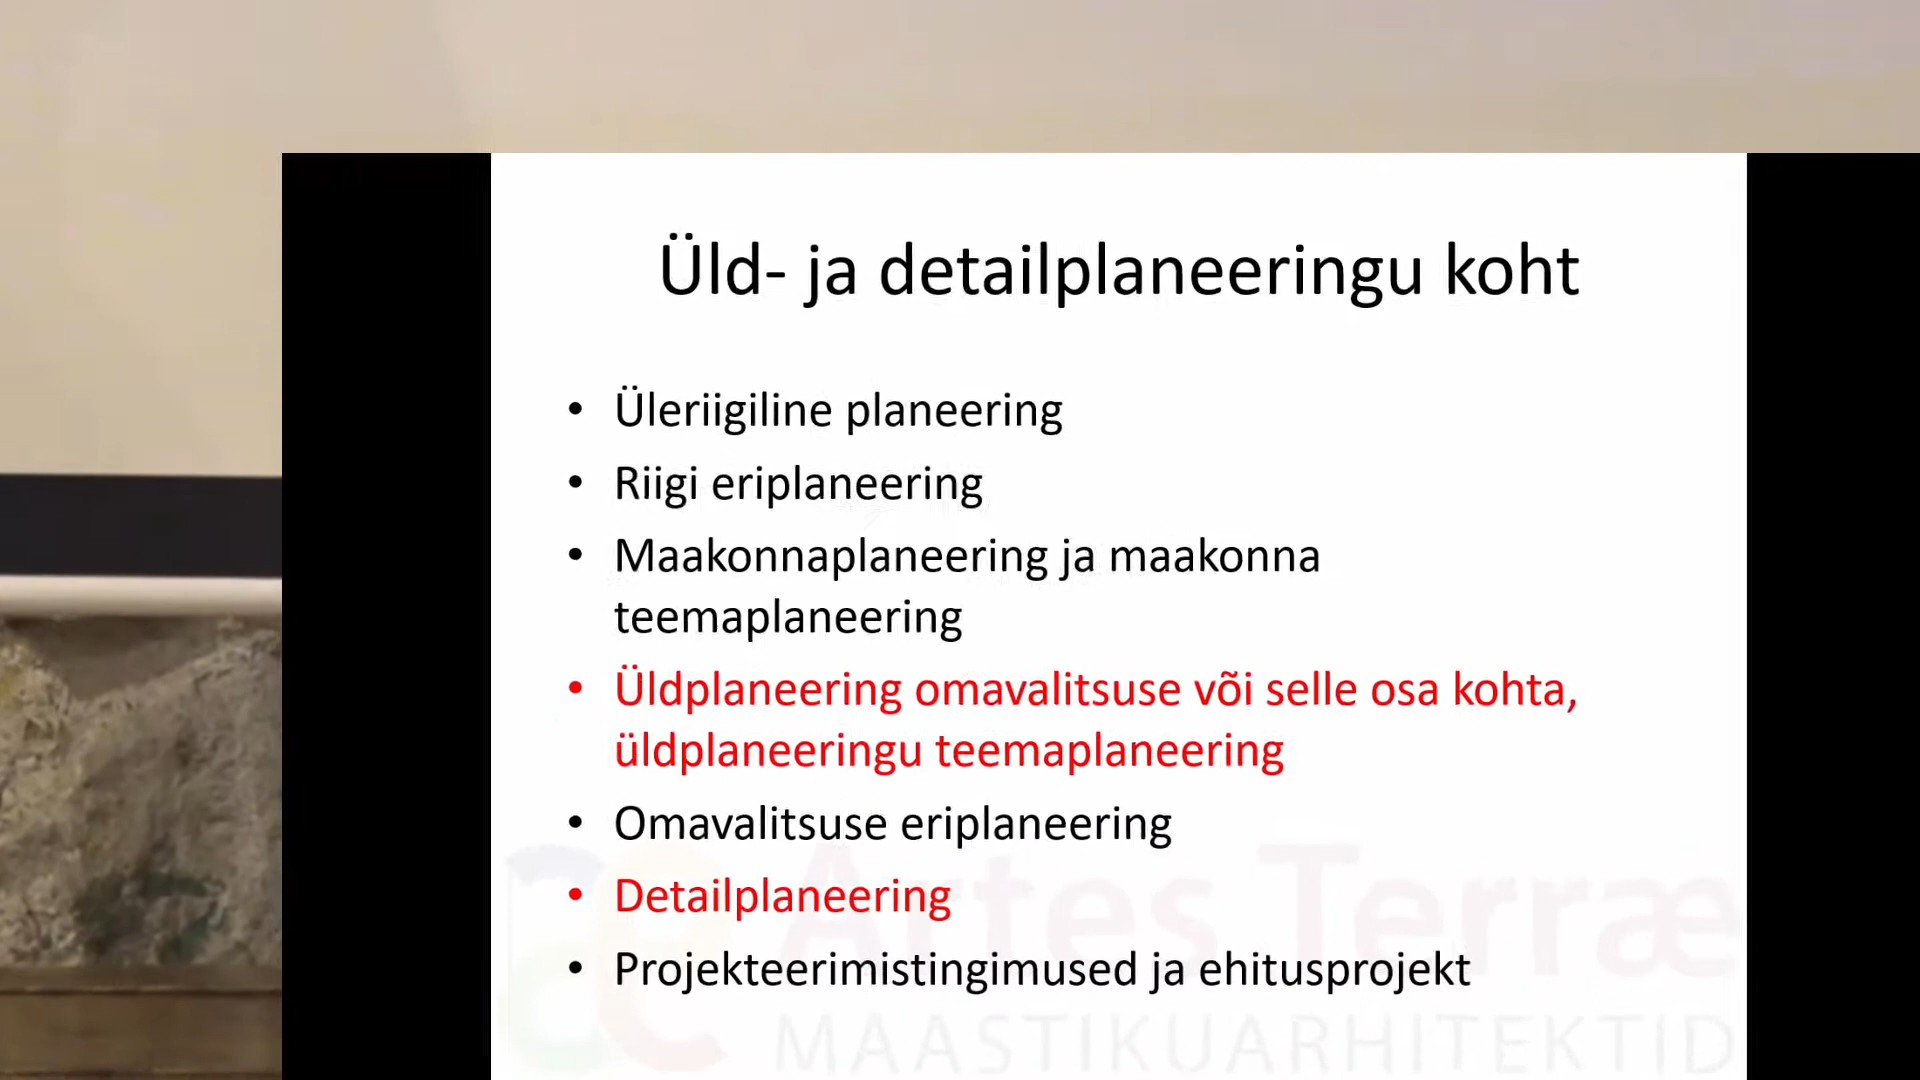 Üld- ja detailplaneeringu koht
• Üleriigiline planeering
• Riigi eriplaneering
• Maakonnaplaneering ja maakonna
teemaplaneering
• Üldplaneering omavalitsuse või selle osa kohta,
üldplaneeringu teemaplaneering
• Omavalitsuse eriplaneering
• Detailplaneering
• Projekteerimistingimused ja ehitusprojekt
Artes Terræ
MAASTIKUARHITEKTID